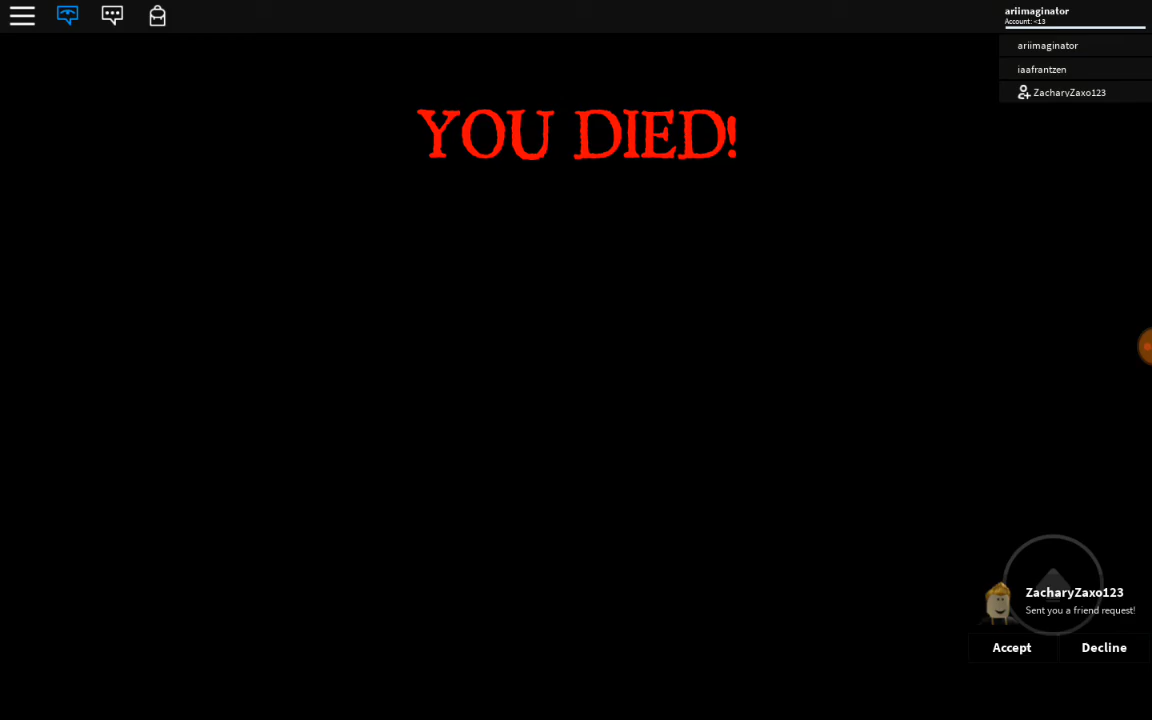 ariimaginator
Account: <13
ariimaginator
iaafrantzen
ZacharyZaxo123
YOU DIED!
ZacharyZaxo123
Sent you a friend request!
Accept
Decline